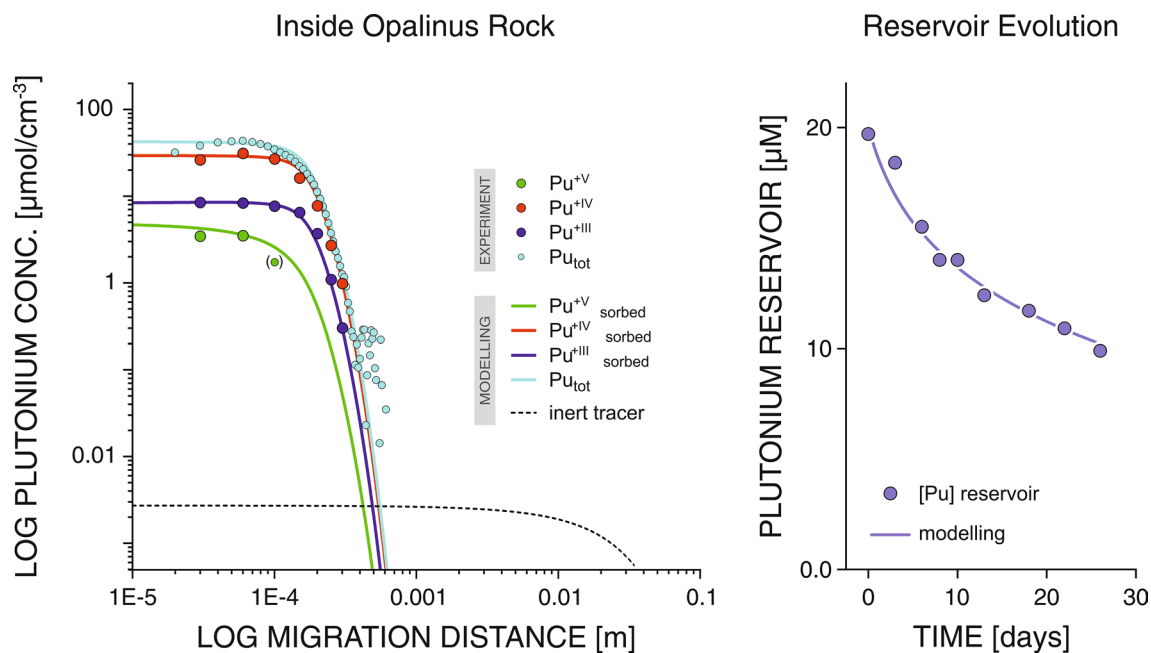 Inside Opalinus Rock
LOG PLUTONIUM CONC. [µmol/cm⁻³]
100
1
0.01
1E-5
1E-4
0.001
0.01
0.1
LOG MIGRATION DISTANCE [m]
EXPERIMENT
Pu⁺ⱽ
Pu⁺ᴵⱽ
Pu⁺ᴵᴵᴵ
Putot
MODELLING
Pu⁺ⱽ sorbed
Pu⁺ᴵⱽ sorbed
Pu⁺ᴵᴵᴵ sorbed
Putot
inert tracer
( )
Reservoir Evolution
PLUTONIUM RESERVOIR [µM]
20
10
0.0
[Pu] reservoir
modelling
0
10
20
30
TIME [days]